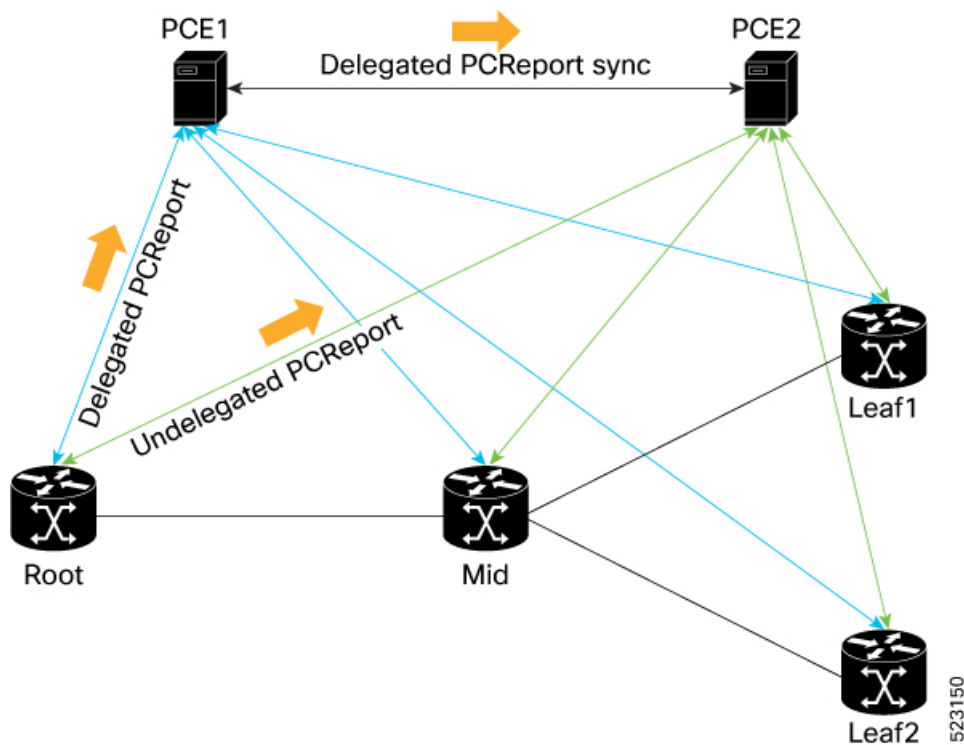 PCE1
PCE2
Delegated PCReport sync
Delegated PCReport
Undelegated PCReport
Leaf1
Root
Mid
Leaf2
523150